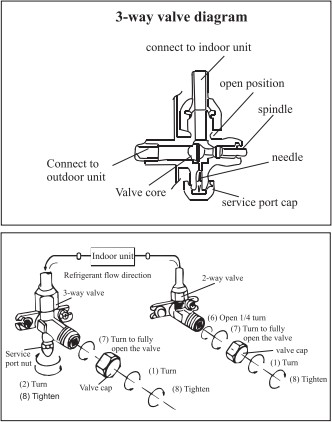 3-way valve diagram
connect to indoor unit
open position
spindle
needle
Connect to
outdoor unit
Valve core
service port cap
Indoor unit
Refrigerant flow direction
3-way valve
2-way valve
(6) Open 1/4 turn
(7) Turn to fully
open the valve
(7) Turn to fully
open the valve
valve cap
Service
port nut
(1) Turn
(1) Turn
(2) Turn
Valve cap
(8) Tighten
(8) Tighten
(8) Tighten